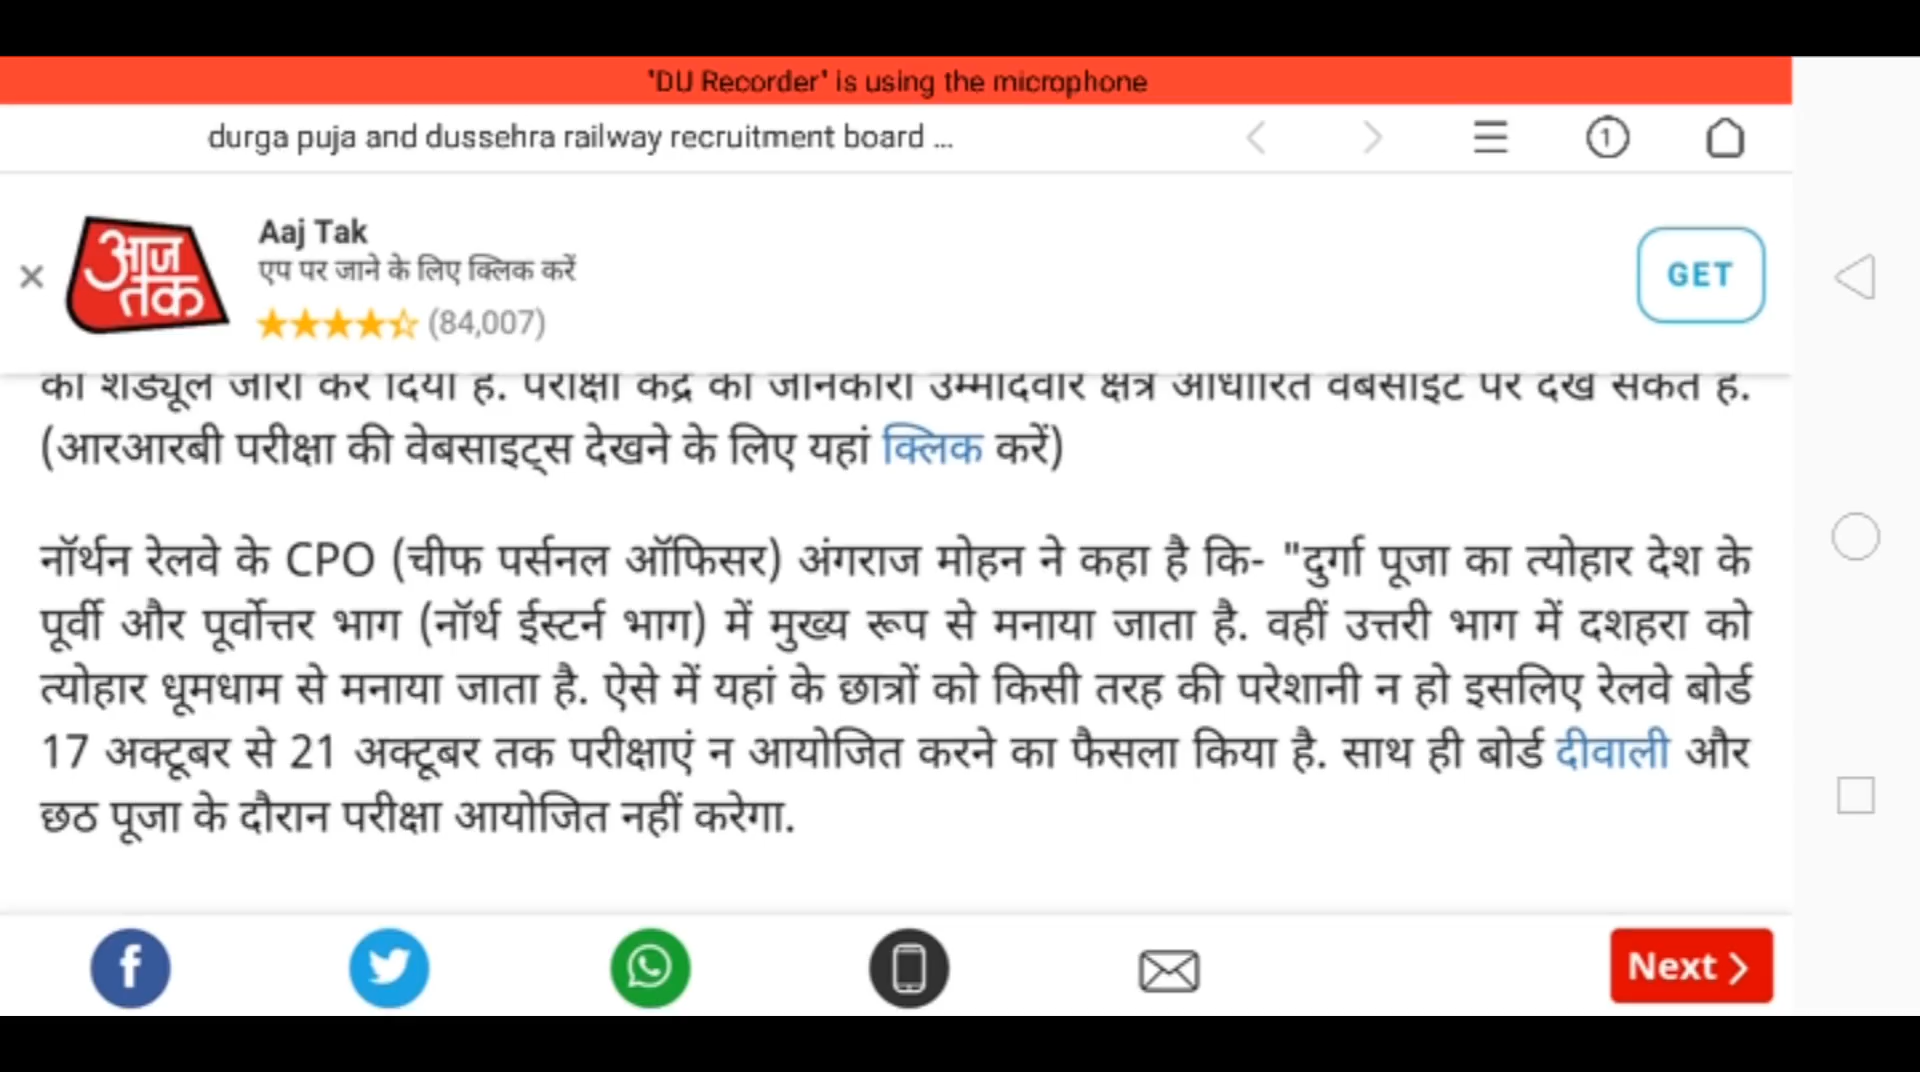 'DU Recorder' is using the microphone
durga puja and dussehra railway recruitment board ...
1
आज तक
Aaj Tak
एप पर जाने के लिए क्लिक करें
(84,007)
GET
का शेड्यूल जारी कर दिया है. परीक्षा केंद्र की जानकारी उम्मीदवार क्षेत्र आधारित वेबसाइट पर देख सकते हैं.
(आरआरबी परीक्षा की वेबसाइट्स देखने के लिए यहां क्लिक करें)
नॉर्थन रेलवे के CPO (चीफ पर्सनल ऑफिसर) अंगराज मोहन ने कहा है कि- "दुर्गा पूजा का त्योहार देश के
पूर्वी और पूर्वोत्तर भाग (नॉर्थ ईस्टर्न भाग) में मुख्य रूप से मनाया जाता है. वहीं उत्तरी भाग में दशहरा को
त्योहार धूमधाम से मनाया जाता है. ऐसे में यहां के छात्रों को किसी तरह की परेशानी न हो इसलिए रेलवे बोर्ड
17 अक्टूबर से 21 अक्टूबर तक परीक्षाएं न आयोजित करने का फैसला किया है. साथ ही बोर्ड दीवाली और
छठ पूजा के दौरान परीक्षा आयोजित नहीं करेगा.
f
Next >